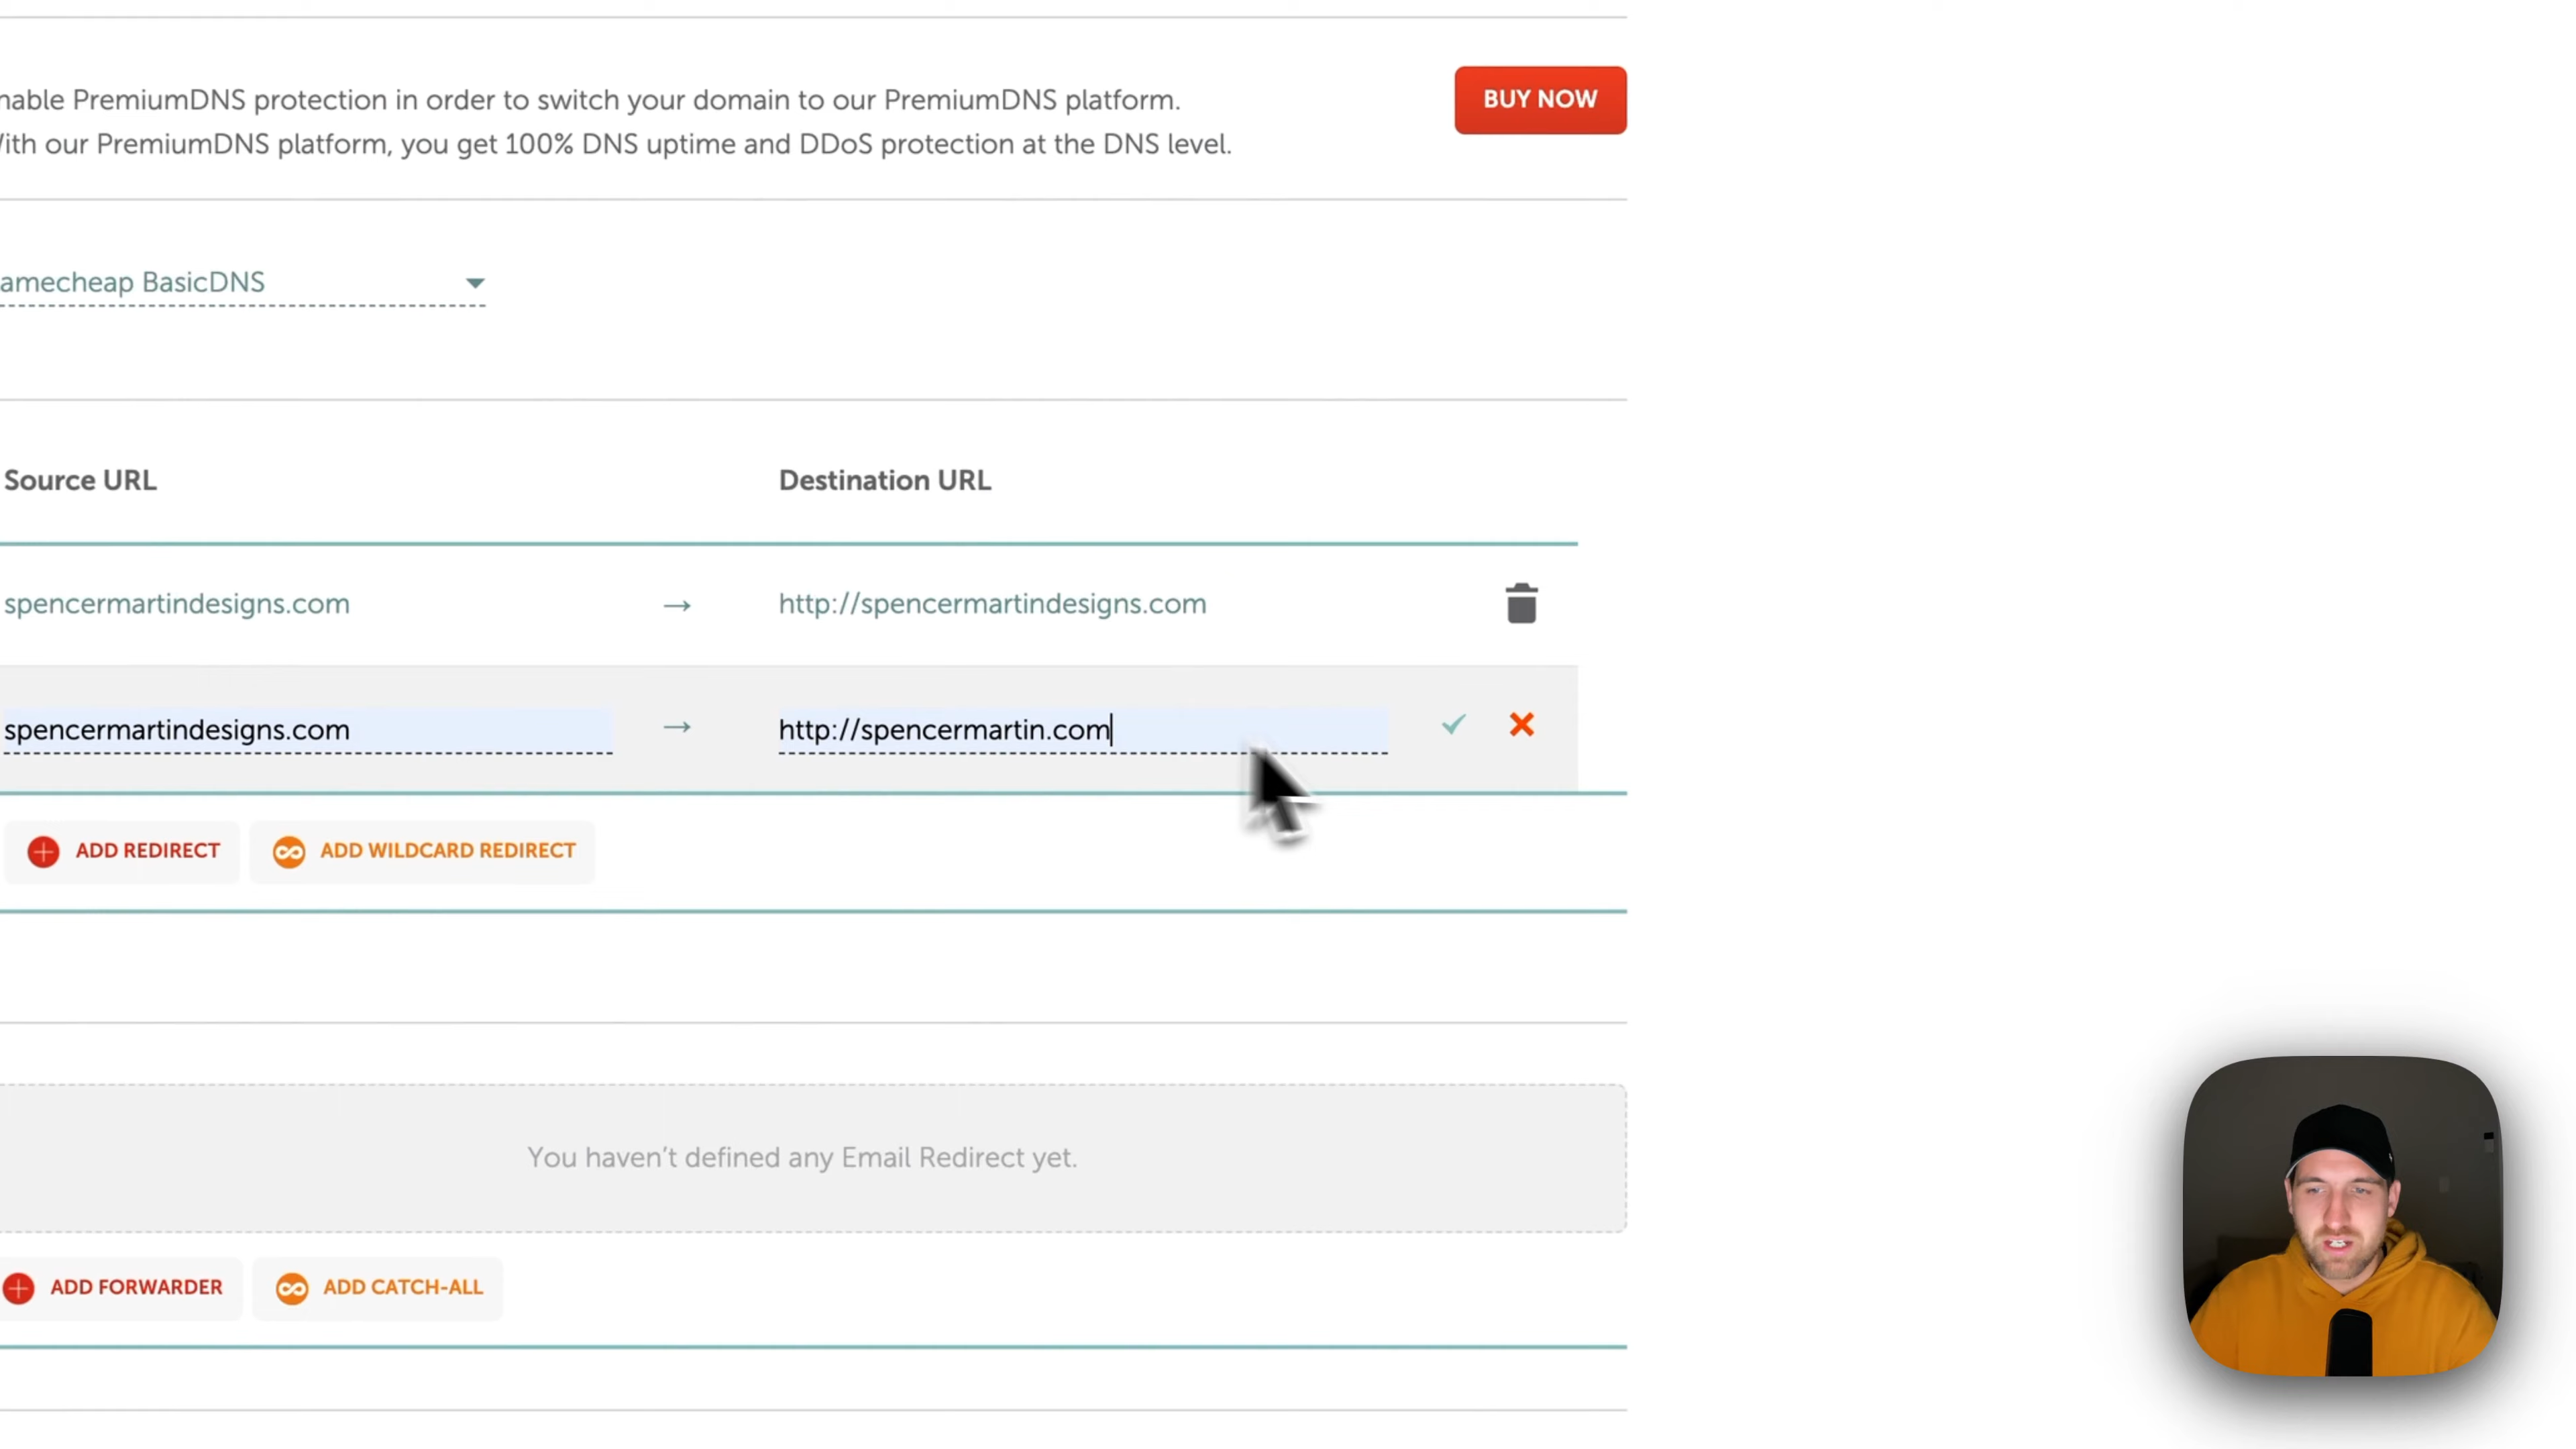 nable PremiumDNS protection in order to switch your domain to our PremiumDNS platform.
With our PremiumDNS platform, you get 100% DNS uptime and DDoS protection at the DNS level.
BUY NOW
amecheap BasicDNS
Source URL
Destination URL
spencermartindesigns.com → http://spencermartindesigns.com
spencermartindesigns.com → http://spencermartin.com
ADD REDIRECT
ADD WILDCARD REDIRECT
You haven't defined any Email Redirect yet.
ADD FORWARDER
ADD CATCH-ALL